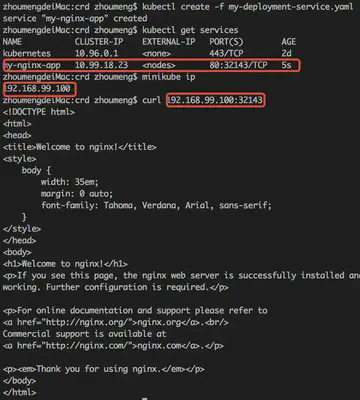 zhoumengdeiMac:crd zhoumeng$ kubectl create -f my-deployment-service.yaml
service "my-nginx-app" created
zhoumengdeiMac:crd zhoumeng$ kubectl get services
NAME CLUSTER-IP EXTERNAL-IP PORT(S) AGE
kubernetes 10.96.0.1 <none> 443/TCP 2d
my-nginx-app 10.99.18.23 <nodes> 80:32143/TCP 5s
zhoumengdeiMac:crd zhoumeng$ minikube ip
192.168.99.100
zhoumengdeiMac:crd zhoumeng$ curl 192.168.99.100:32143
<!DOCTYPE html>
<html>
<head>
<title>Welcome to nginx!</title>
<style>
    body {
        width: 35em;
        margin: 0 auto;
        font-family: Tahoma, Verdana, Arial, sans-serif;
    }
</style>
</head>
<body>
<h1>Welcome to nginx!</h1>
<p>If you see this page, the nginx web server is successfully installed and
working. Further configuration is required.</p>

<p>For online documentation and support please refer to
<a href="http://nginx.org/">nginx.org</a>.<br/>
Commercial support is available at
<a href="http://nginx.com/">nginx.com</a>.</p>

<p><em>Thank you for using nginx.</em></p>
</body>
</html>